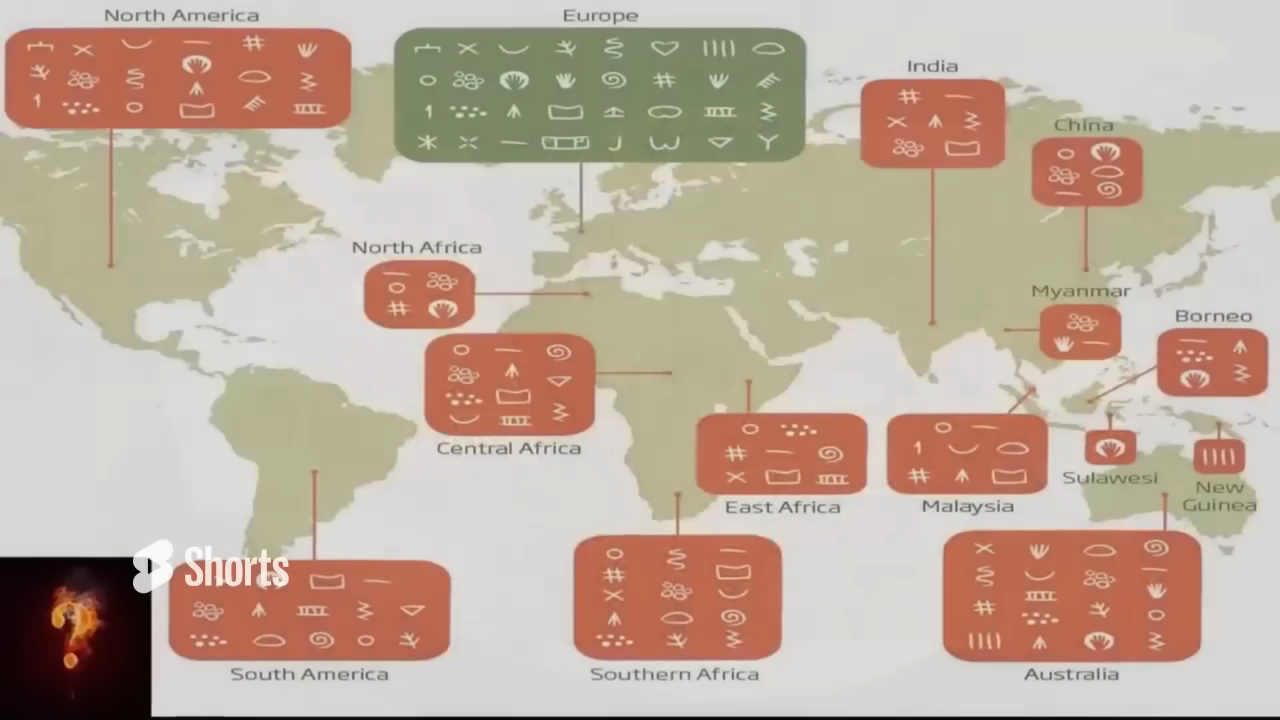 North America
Europe
India
China
North Africa
Myanmar
Borneo
Central Africa
East Africa
Malaysia
Sulawesi
New
Guinea
Shorts
South America
Southern Africa
Australia